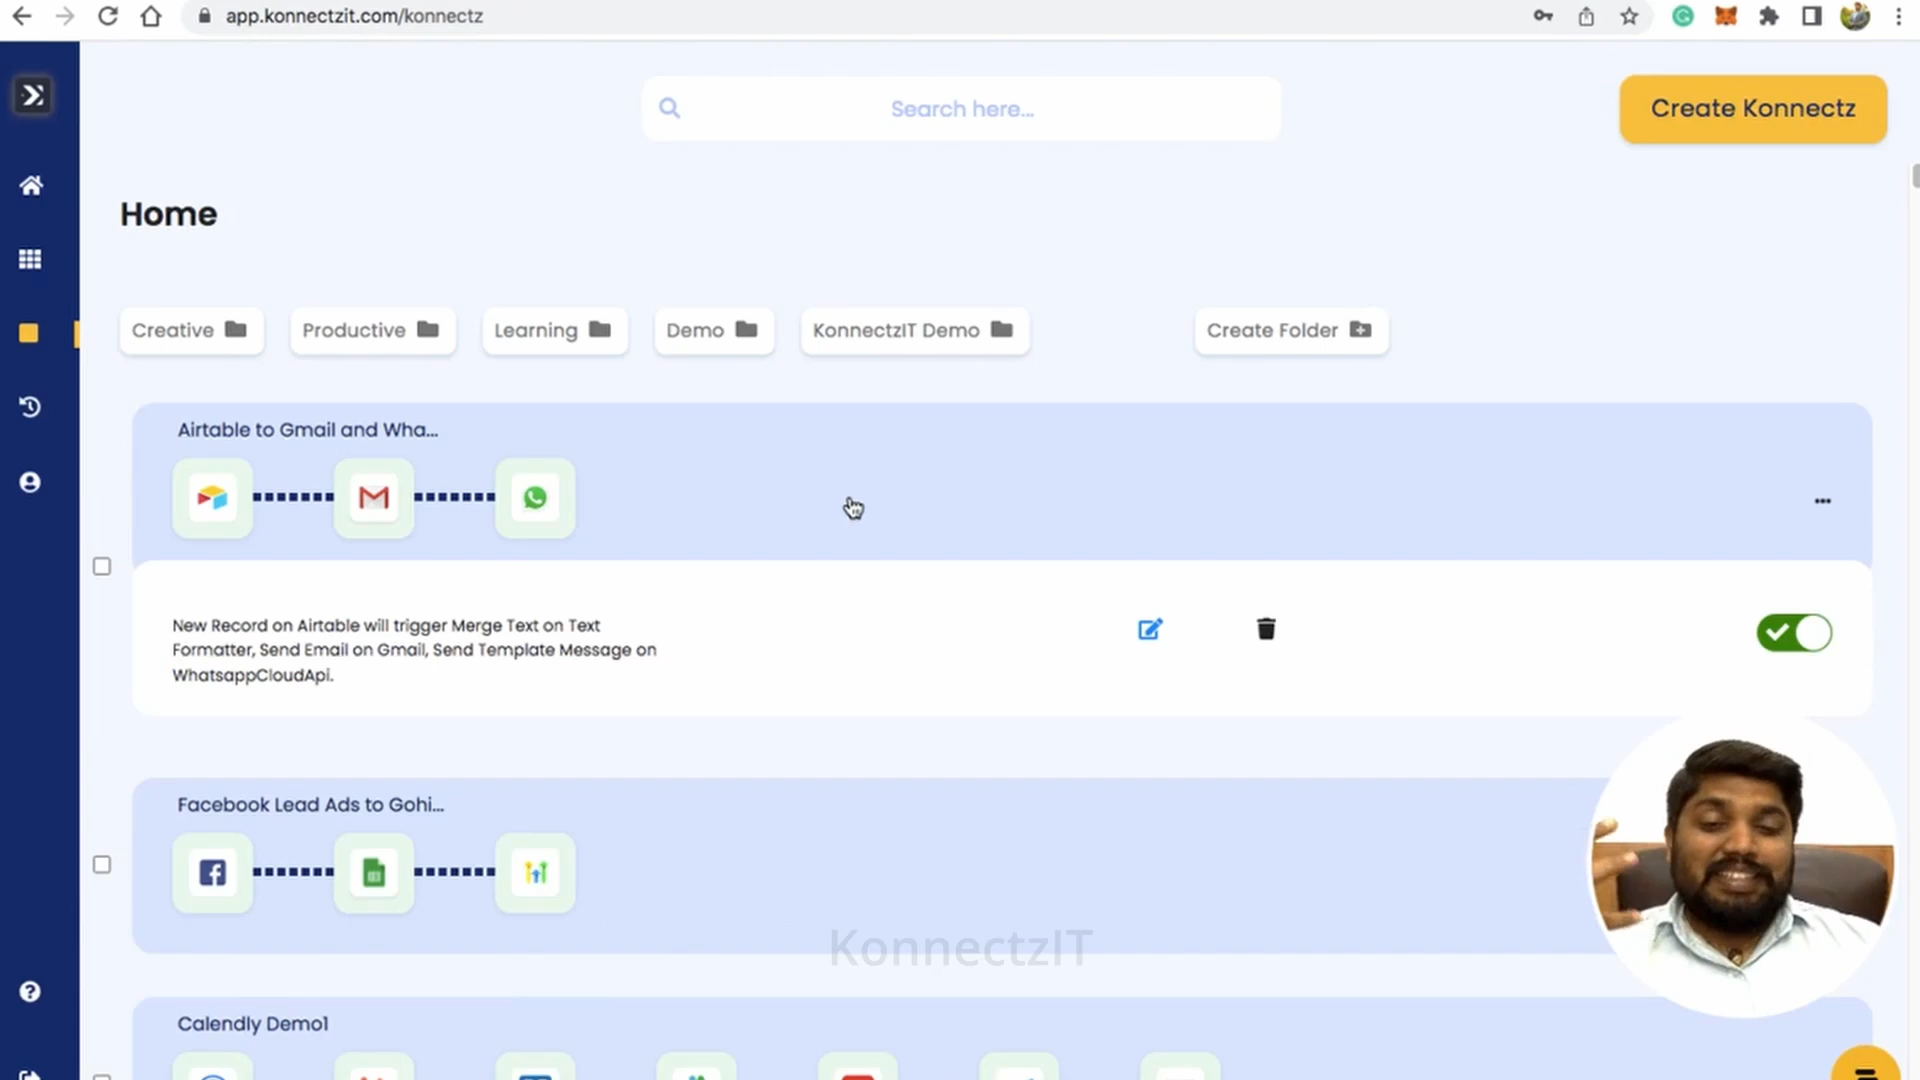 app.konnectzit.com/konnectz
Search here...
Create Konnectz
Home
Creative
Productive
Learning
Demo
KonnectzIT Demo
Create Folder
Airtable to Gmail and Wha...
New Record on Airtable will trigger Merge Text on Text
Formatter, Send Email on Gmail, Send Template Message on
WhatsappCloudApi.
Facebook Lead Ads to Gohi...
KonnectzIT
Calendly Demo1